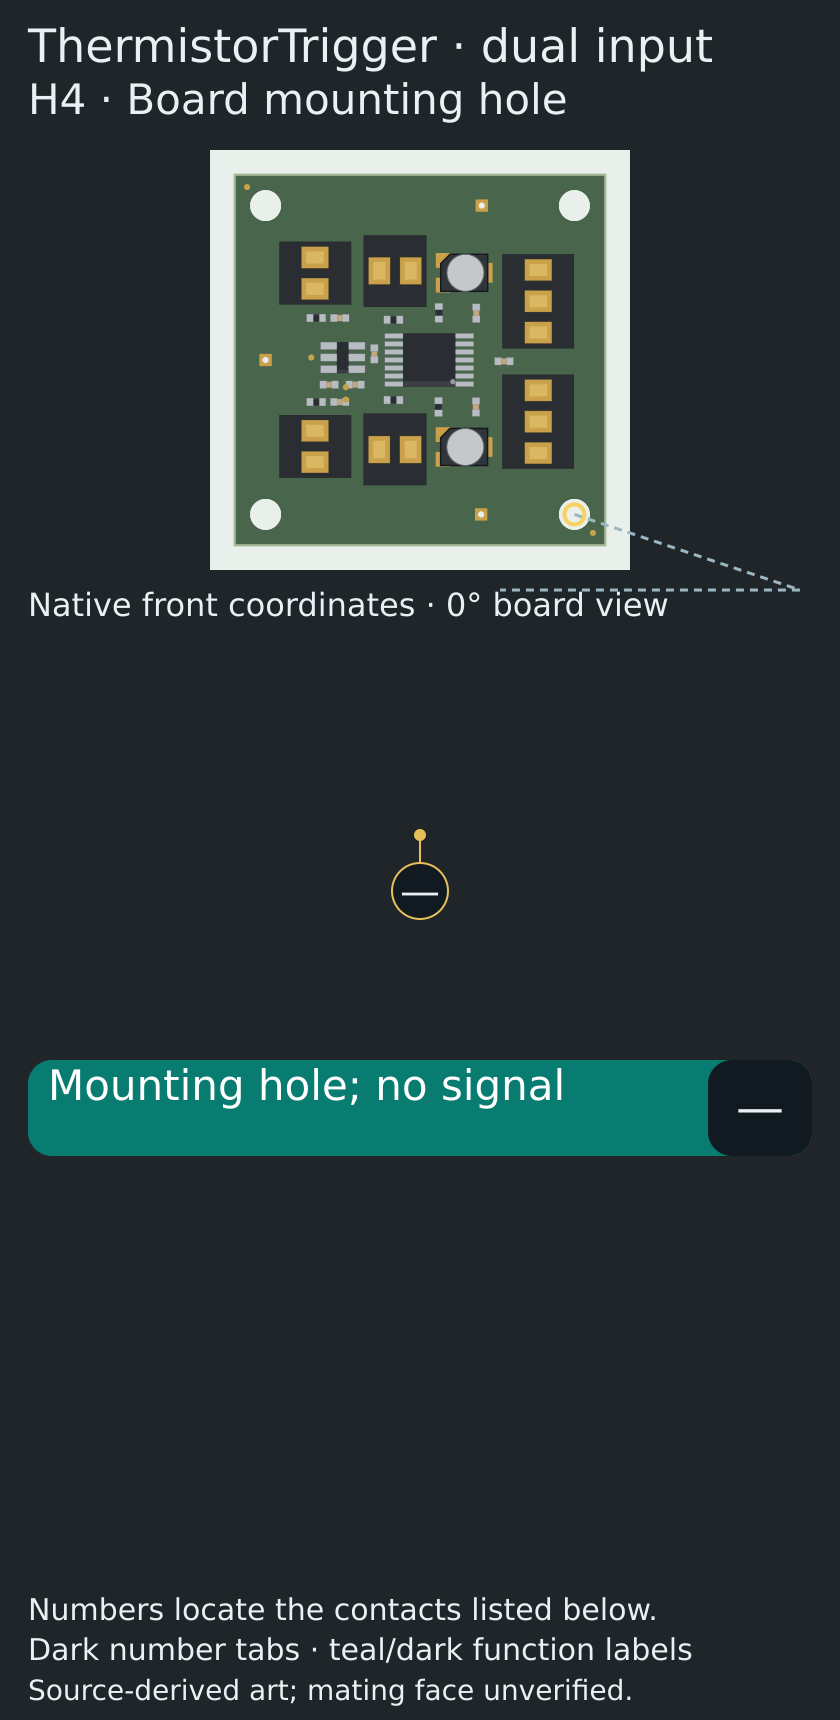 ThermistorTrigger · dual input
H4 · Board mounting hole
Native front coordinates · 0° board view
—
Mounting hole; no signal
—
Numbers locate the contacts listed below.
Dark number tabs · teal/dark function labels
Source-derived art; mating face unverified.